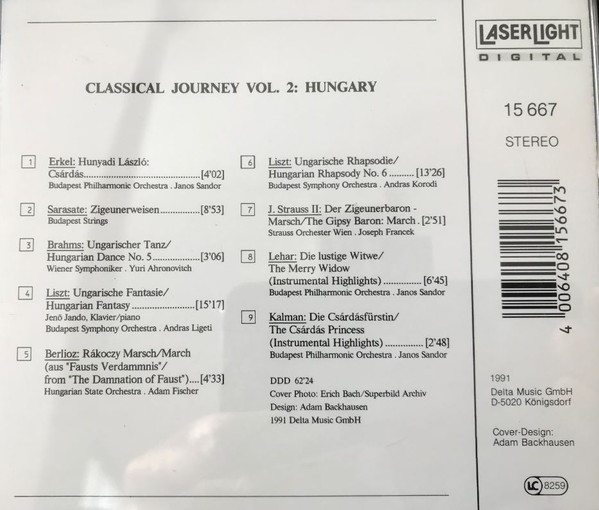 CLASSICAL JOURNEY VOL. 2: HUNGARY
1 Erkel: Hunyadi László:
Csárdás....................................[4'02]
Budapest Philharmonic Orchestra . Janos Sandor
2 Sarasate: Zigeunerweisen................[8'53]
Budapest Strings
3 Brahms: Ungarischer Tanz/
Hungarian Dance No. 5................[3'06]
Wiener Symphoniker . Yuri Ahronovitch
4 Liszt: Ungarische Fantasie/
Hungarian Fantasy....................[15'17]
Jenö Jando, Klavier/piano
Budapest Symphony Orchestra . Andras Ligeti
5 Berlioz: Rákoczy Marsch/March
(aus "Fausts Verdammnis"/
from "The Damnation of Faust")....[4'33]
Hungarian State Orchestra . Adam Fischer
6 Liszt: Ungarische Rhapsodie/
Hungarian Rhapsody No. 6 .......... [13'26]
Budapest Symphony Orchestra . Andras Korodi
7 J. Strauss II: Der Zigeunerbaron -
Marsch/The Gipsy Baron: March . [2'51]
Strauss Orchester Wien . Joseph Francek
8 Lehar: Die lustige Witwe/
The Merry Widow
(Instrumental Highlights) ............... [6'45]
Budapest Philharmonic Orchestra . Janos Sandor
9 Kalman: Die Csárdásfürstin/
The Csárdás Princess
(Instrumental Highlights) ............... [2'48]
Budapest Philharmonic Orchestra . Janos Sandor
DDD 62'24
Cover Photo: Erich Bach/Superbild Archiv
Design: Adam Backhausen
1991 Delta Music GmbH
LASERLIGHT
DIGITAL
15 667
STEREO
4 006408 156673
1991
Delta Music GmbH
D-5020 Königsdorf
Cover-Design:
Adam Backhausen
LC 8259